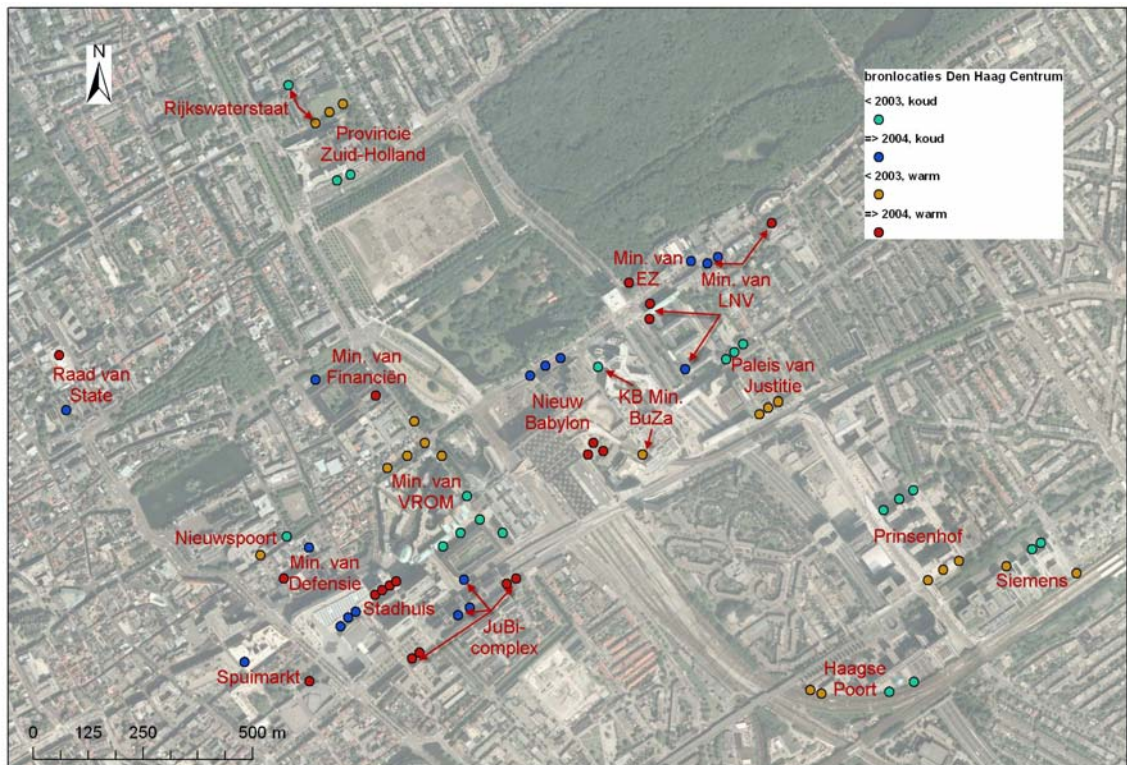 N
bronlocaties Den Haag Centrum
< 2003, koud
=> 2004, koud
< 2003, warm
=> 2004, warm
Rijkswaterstaat
Provincie
Zuid-Holland
Min. van
EZ
Min. van
LNV
Raad van
State
Min. van
Financiën
Nieuw
Babylon
KB Min.
BuZa
Paleis van
Justitie
Min. van
VROM
Nieuwspoort
Min. van
Defensie
Stadhuis
JuBi-
complex
Prinsenhof
Siemens
Spuimarkt
Haagse
Poort
0 125 250 500 m